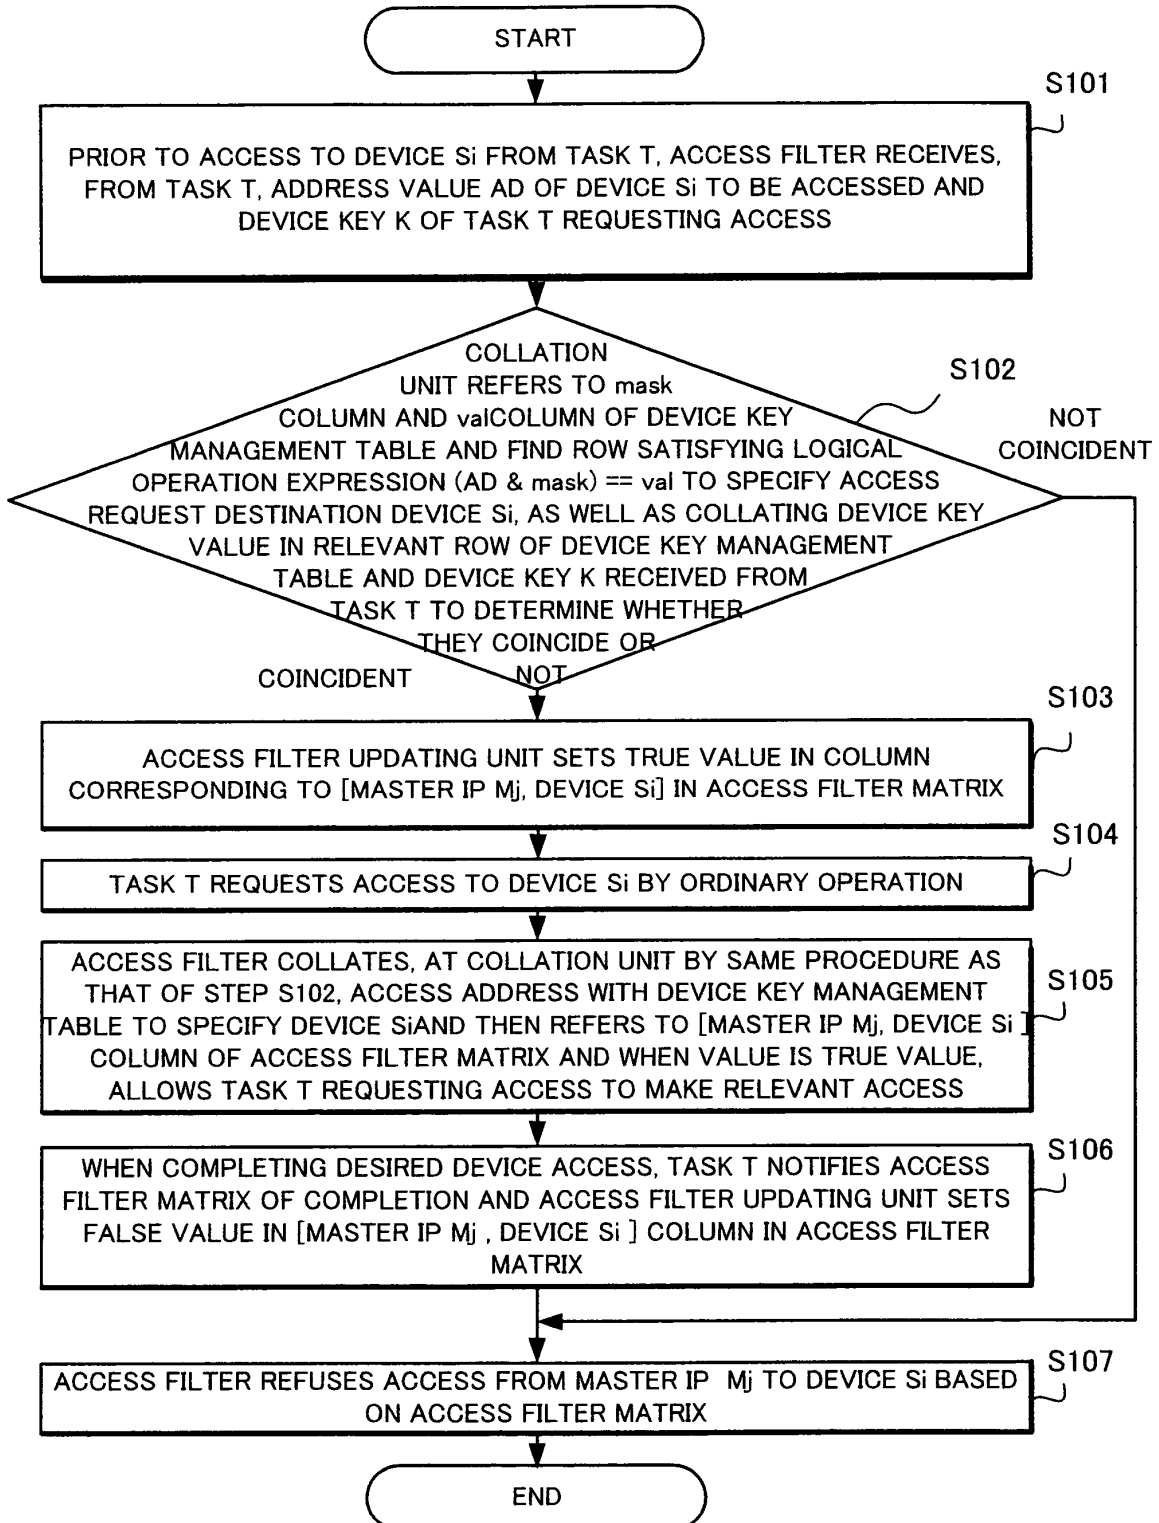 START
S101
PRIOR TO ACCESS TO DEVICE Si FROM TASK T, ACCESS FILTER RECEIVES,
FROM TASK T, ADDRESS VALUE AD OF DEVICE Si TO BE ACCESSED AND
DEVICE KEY K OF TASK T REQUESTING ACCESS
S102
COLLATION
UNIT REFERS TO mask
COLUMN AND valCOLUMN OF DEVICE KEY
MANAGEMENT TABLE AND FIND ROW SATISFYING LOGICAL
OPERATION EXPRESSION (AD & mask) == val TO SPECIFY ACCESS
REQUEST DESTINATION DEVICE Si, AS WELL AS COLLATING DEVICE KEY
VALUE IN RELEVANT ROW OF DEVICE KEY MANAGEMENT
TABLE AND DEVICE KEY K RECEIVED FROM
TASK T TO DETERMINE WHETHER
THEY COINCIDE OR
NOT
NOT
COINCIDENT
COINCIDENT
S103
ACCESS FILTER UPDATING UNIT SETS TRUE VALUE IN COLUMN
CORRESPONDING TO [MASTER IP Mj, DEVICE Si] IN ACCESS FILTER MATRIX
S104
TASK T REQUESTS ACCESS TO DEVICE Si BY ORDINARY OPERATION
S105
ACCESS FILTER COLLATES, AT COLLATION UNIT BY SAME PROCEDURE AS
THAT OF STEP S102, ACCESS ADDRESS WITH DEVICE KEY MANAGEMENT
TABLE TO SPECIFY DEVICE SiAND THEN REFERS TO [MASTER IP Mj, DEVICE Si ]
COLUMN OF ACCESS FILTER MATRIX AND WHEN VALUE IS TRUE VALUE,
ALLOWS TASK T REQUESTING ACCESS TO MAKE RELEVANT ACCESS
S106
WHEN COMPLETING DESIRED DEVICE ACCESS, TASK T NOTIFIES ACCESS
FILTER MATRIX OF COMPLETION AND ACCESS FILTER UPDATING UNIT SETS
FALSE VALUE IN [MASTER IP Mj , DEVICE Si ] COLUMN IN ACCESS FILTER
MATRIX
S107
ACCESS FILTER REFUSES ACCESS FROM MASTER IP Mj TO DEVICE Si BASED
ON ACCESS FILTER MATRIX
END